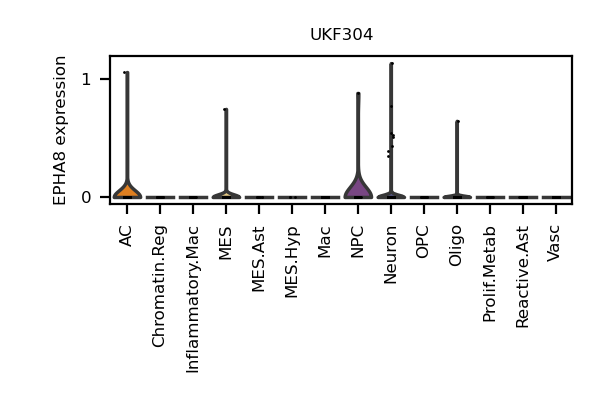 UKF304
EPHA8 expression
1
0
AC
Chromatin.Reg
Inflammatory.Mac
MES
MES.Ast
MES.Hyp
Mac
NPC
Neuron
OPC
Oligo
Prolif.Metab
Reactive.Ast
Vasc